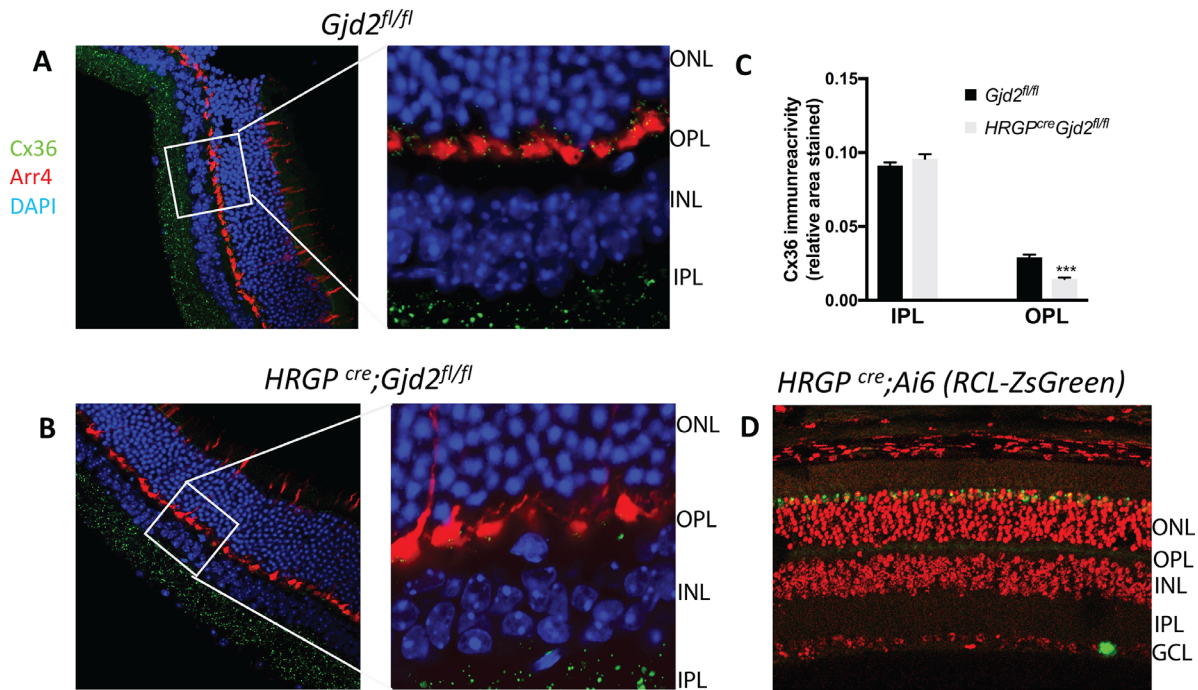 Gjd2fl/fl
A
Cx36
Arr4
DAPI
ONL
OPL
INL
IPL
C
Cx36 immunreacrivity
(relative area stained)
0.15
0.10
0.05
0.00
Gjd2fl/fl
HRGPcreGjd2fl/fl
***
IPL
OPL
HRGP cre;Gjd2fl/fl
B
ONL
OPL
INL
IPL
HRGP cre;Ai6 (RCL-ZsGreen)
D
ONL
OPL
INL
IPL
GCL